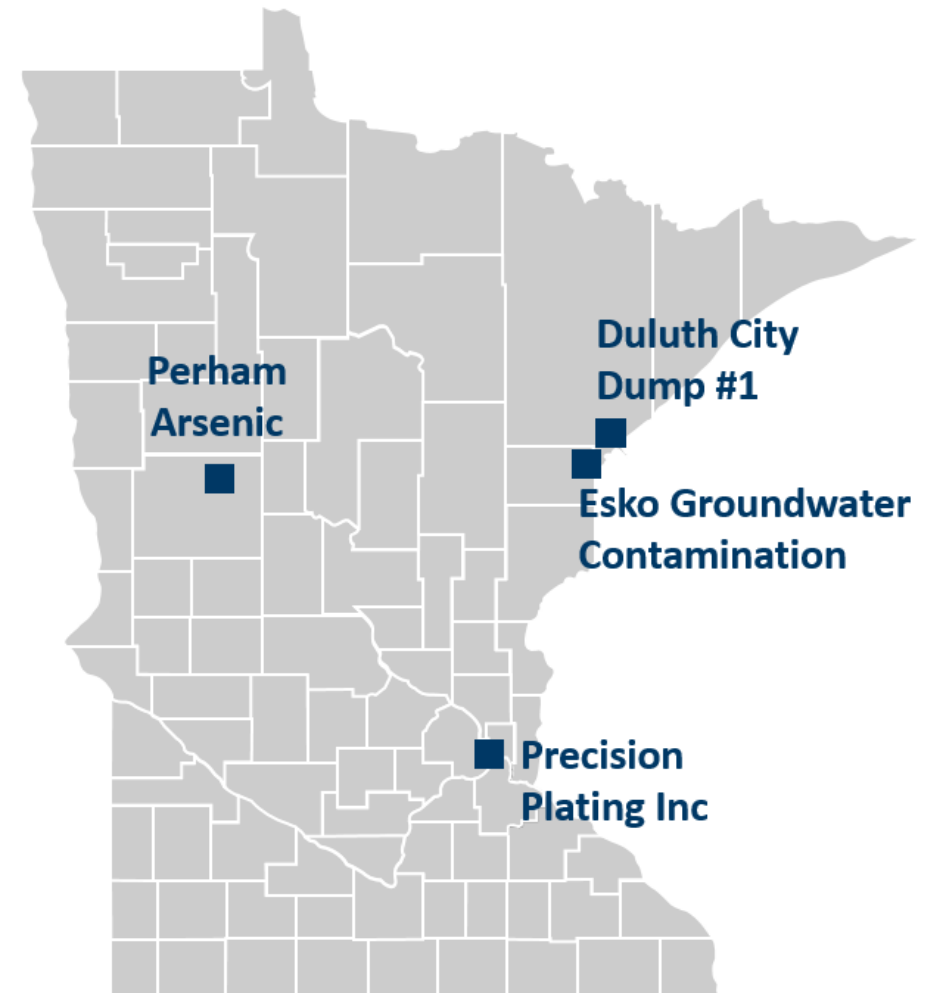 Duluth City
Dump #1
Perham
Arsenic
Esko Groundwater
Contamination
Precision
Plating Inc